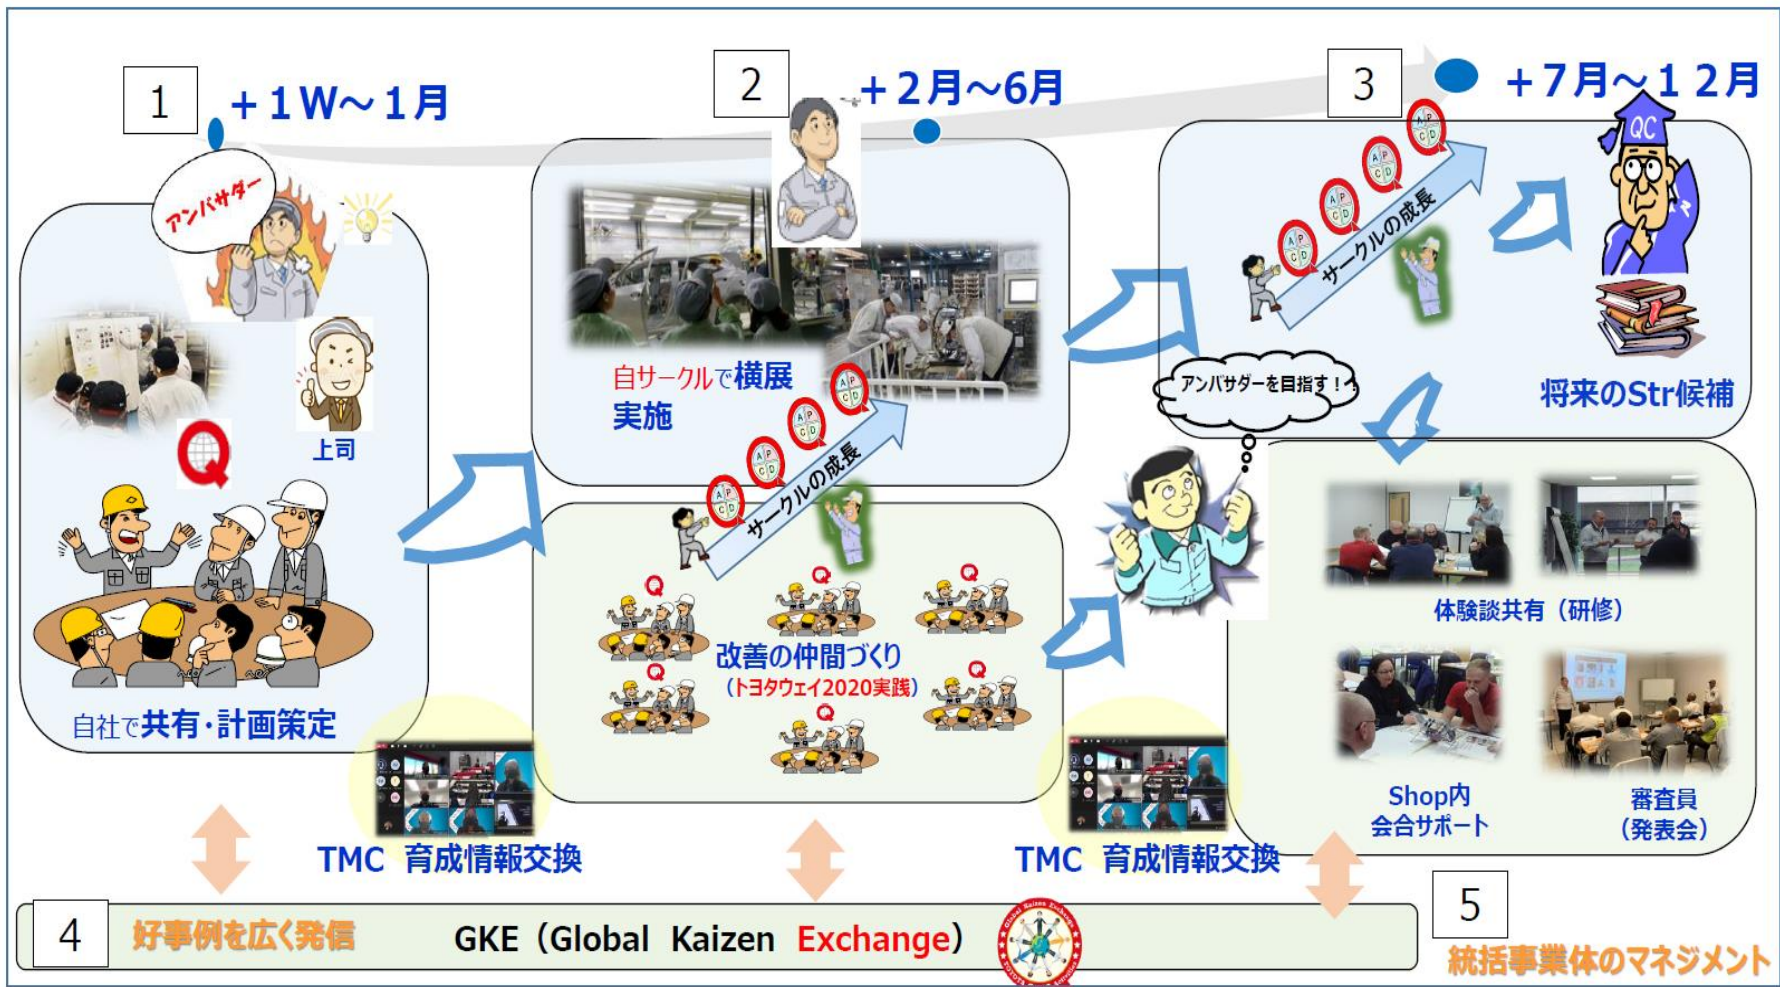 1
+1W~1月
アンバサダー
上司
Q
自社で共有・計画策定
2
+2月~6月
自サークルで横展
実施
A P
C D
A P
C D
A P
C D
A P
C D
サークルの成長
Q
Q
Q
Q
Q
Q
改善の仲間づくり
(トヨタウェイ2020実践)
3
+7月~12月
A P
C D
A P
C D
A P
C D
A P
C D
サークルの成長
QC
将来のStr候補
アンバサダーを目指す!!
体験談共有(研修)
Shop内
会合サポート
審査員
(発表会)
TMC 育成情報交換
TMC 育成情報交換
4
好事例を広く発信
GKE(Global Kaizen Exchange)
Global Kaizen Exchange
5
統括事業体のマネジメント